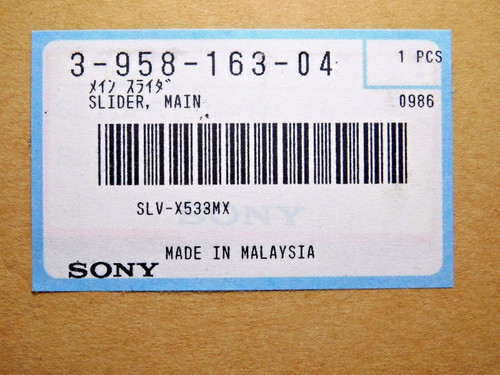 3-958-163-04
1 PCS
ﾒｲﾝ ｽﾗｲﾀﾞ
SLIDER, MAIN
0986
SLV-X533MX
SONY
MADE IN MALAYSIA
SONY